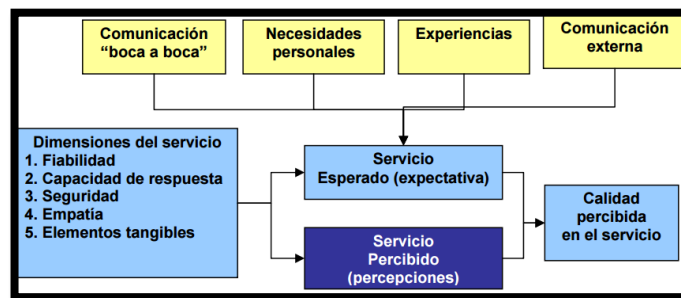 Comunicación
“boca a boca”
Necesidades
personales
Experiencias
Comunicación
externa
Dimensiones del servicio
1. Fiabilidad
2. Capacidad de respuesta
3. Seguridad
4. Empatía
5. Elementos tangibles
Servicio
Esperado (expectativa)
Servicio
Percibido
(percepciones)
Calidad
percibida
en el servicio